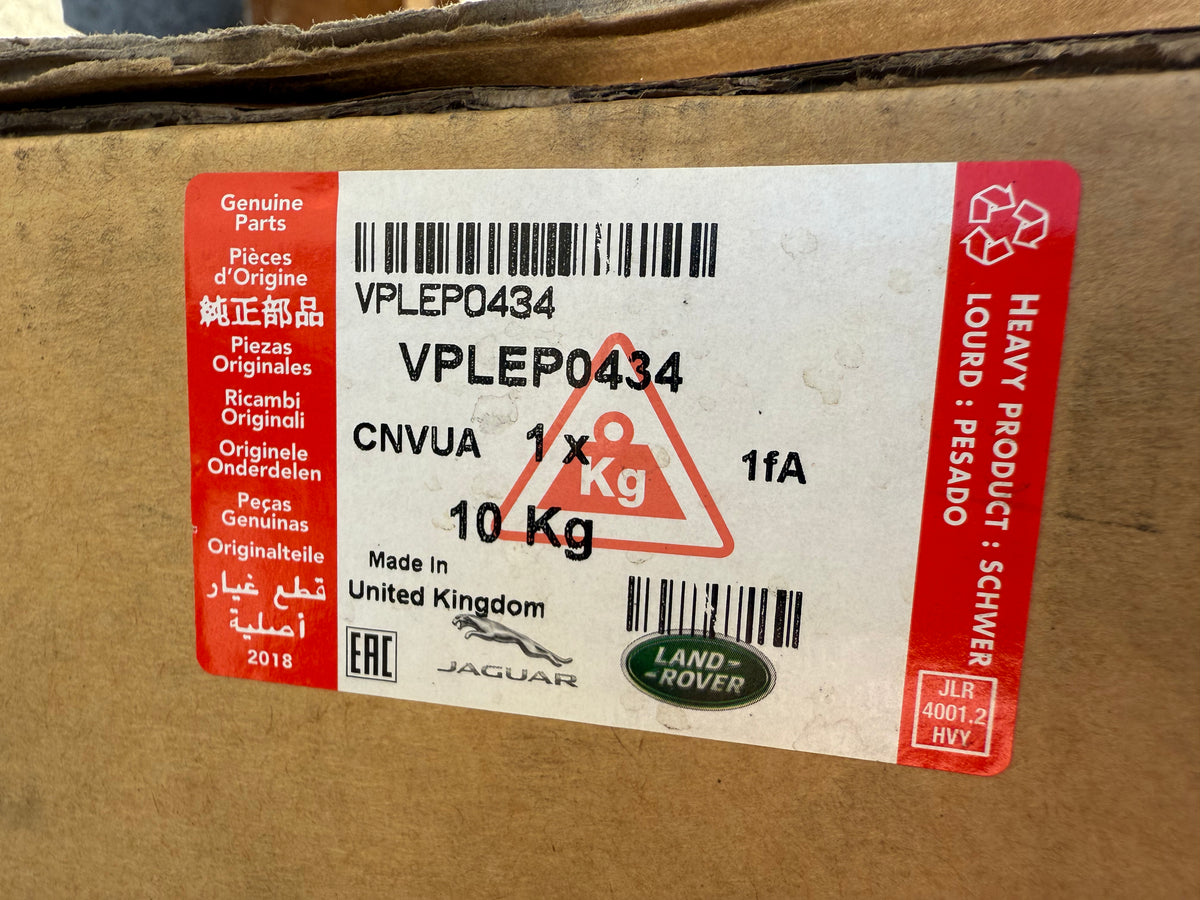 Genuine
Parts
Pièces
d'Origine
純正部品
Piezas
Originales
Ricambi
Originali
Originele
Onderdelen
Peças
Genuinas
Originalteile
قطع غيار
أصلية
2018
VPLEP0434
VPLEP0434
CNVUA 1 x 1fA
Kg
10 Kg
Made In
United Kingdom
EAC
JAGUAR
LAND-
-ROVER
HEAVY PRODUCT : SCHWER
LOURD : PESADO
JLR
4001.2
HVY